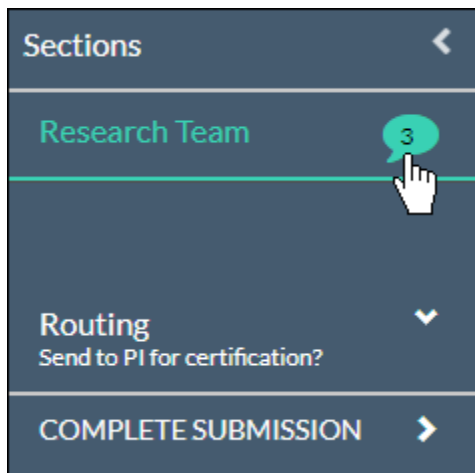 Sections
Research Team 3
Routing
Send to PI for certification?
COMPLETE SUBMISSION